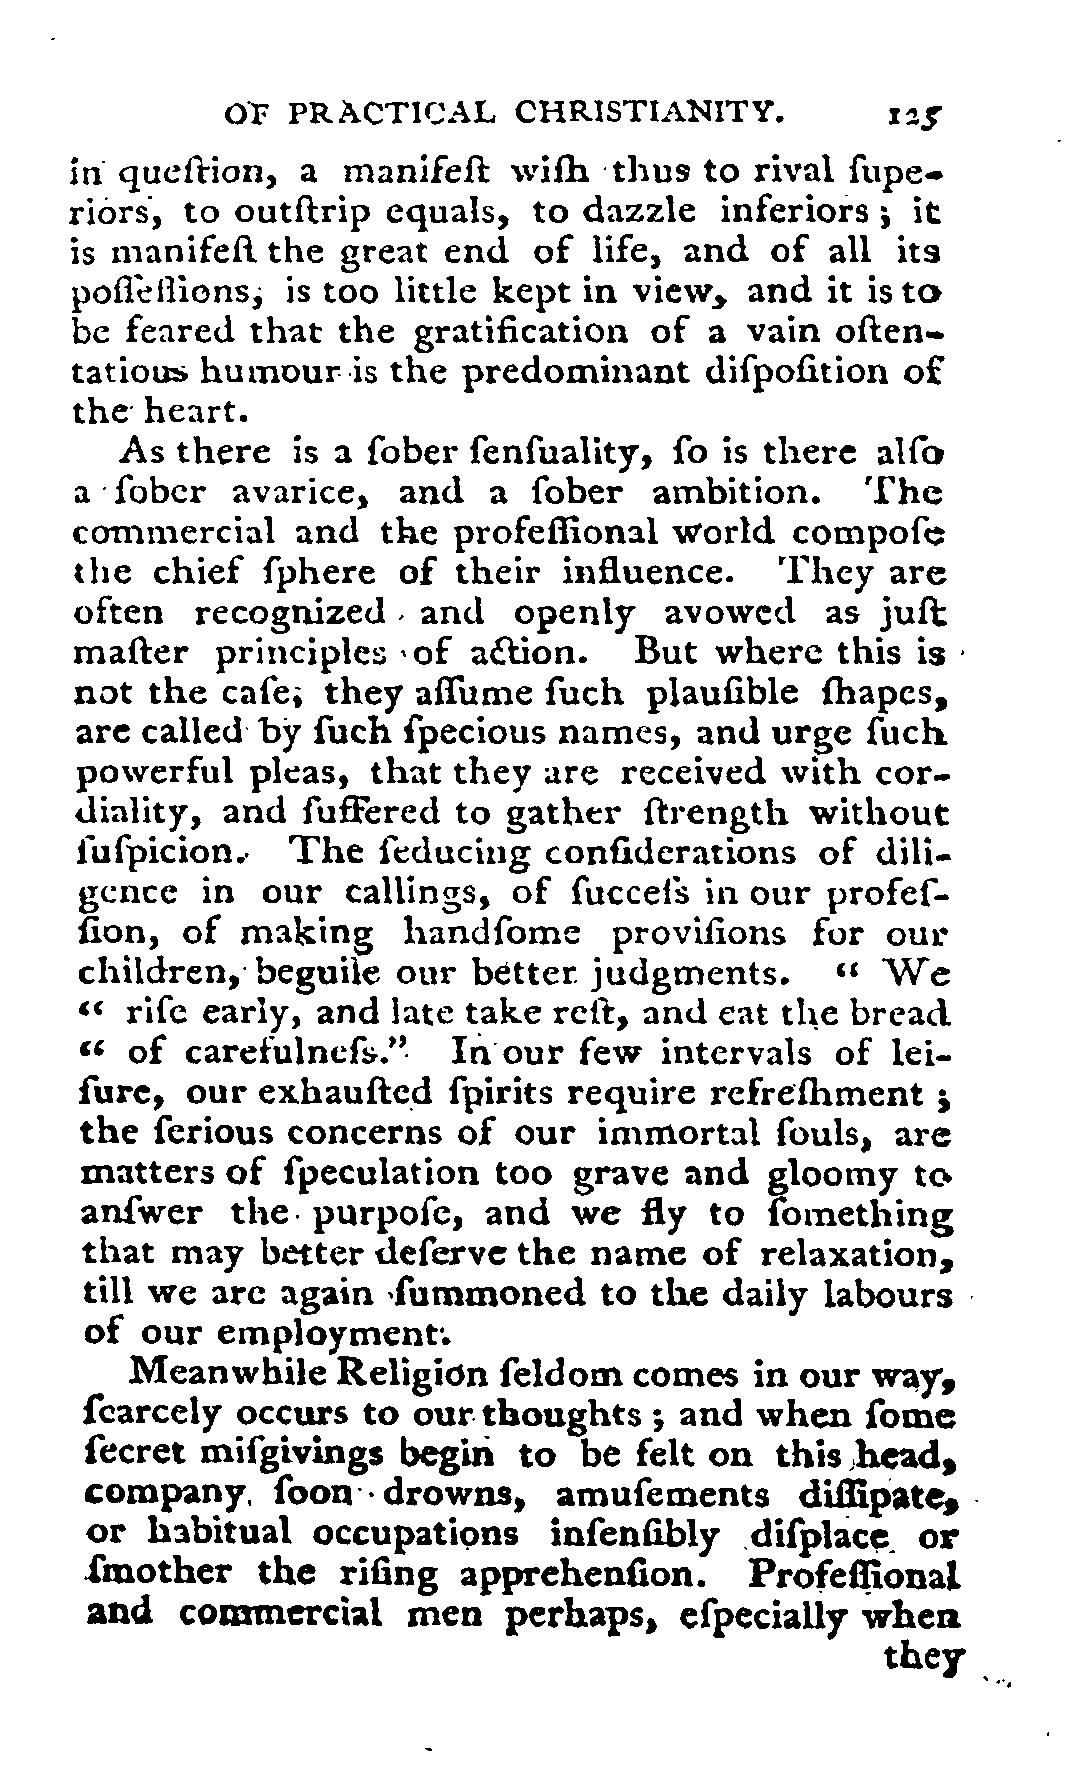 OF PRACTICAL CHRISTIANITY. 125
in queſtion, a manifeſt wiſh thus to rival ſupe-
riors, to outſtrip equals, to dazzle inferiors; it
is manifeſt the great end of life, and of all its
poſſeſſions, is too little kept in view, and it is to
be feared that the gratification of a vain oſten-
tatious humour is the predominant diſpoſition of
the heart.
As there is a ſober ſenſuality, ſo is there alſo
a ſober avarice, and a ſober ambition. The
commercial and the profeſſional world compoſe
the chief ſphere of their influence. They are
often recognized and openly avowed as juſt
maſter principles of action. But where this is
not the caſe, they aſſume ſuch plauſible ſhapes,
are called by ſuch ſpecious names, and urge ſuch
powerful pleas, that they are received with cor-
diality, and ſuffered to gather ſtrength without
ſuſpicion. The ſeducing conſiderations of dili-
gence in our callings, of ſucceſs in our profeſ-
ſion, of making handſome proviſions for our
children, beguile our better judgments. “ We
“ riſe early, and late take reſt, and eat the bread
“ of carefulneſs.” In our few intervals of lei-
ſure, our exhauſted ſpirits require refreſhment ;
the ſerious concerns of our immortal ſouls, are
matters of ſpeculation too grave and gloomy to
anſwer the purpoſe, and we fly to ſomething
that may better deſerve the name of relaxation,
till we are again ſummoned to the daily labours
of our employment.
Meanwhile Religion ſeldom comes in our way,
ſcarcely occurs to our thoughts ; and when ſome
ſecret miſgivings begin to be felt on this head,
company ſoon drowns, amuſements diſſipate,
or habitual occupations inſenſibly diſplace or
ſmother the riſing apprehenſion. Profeſſional
and commercial men perhaps, eſpecially when
they